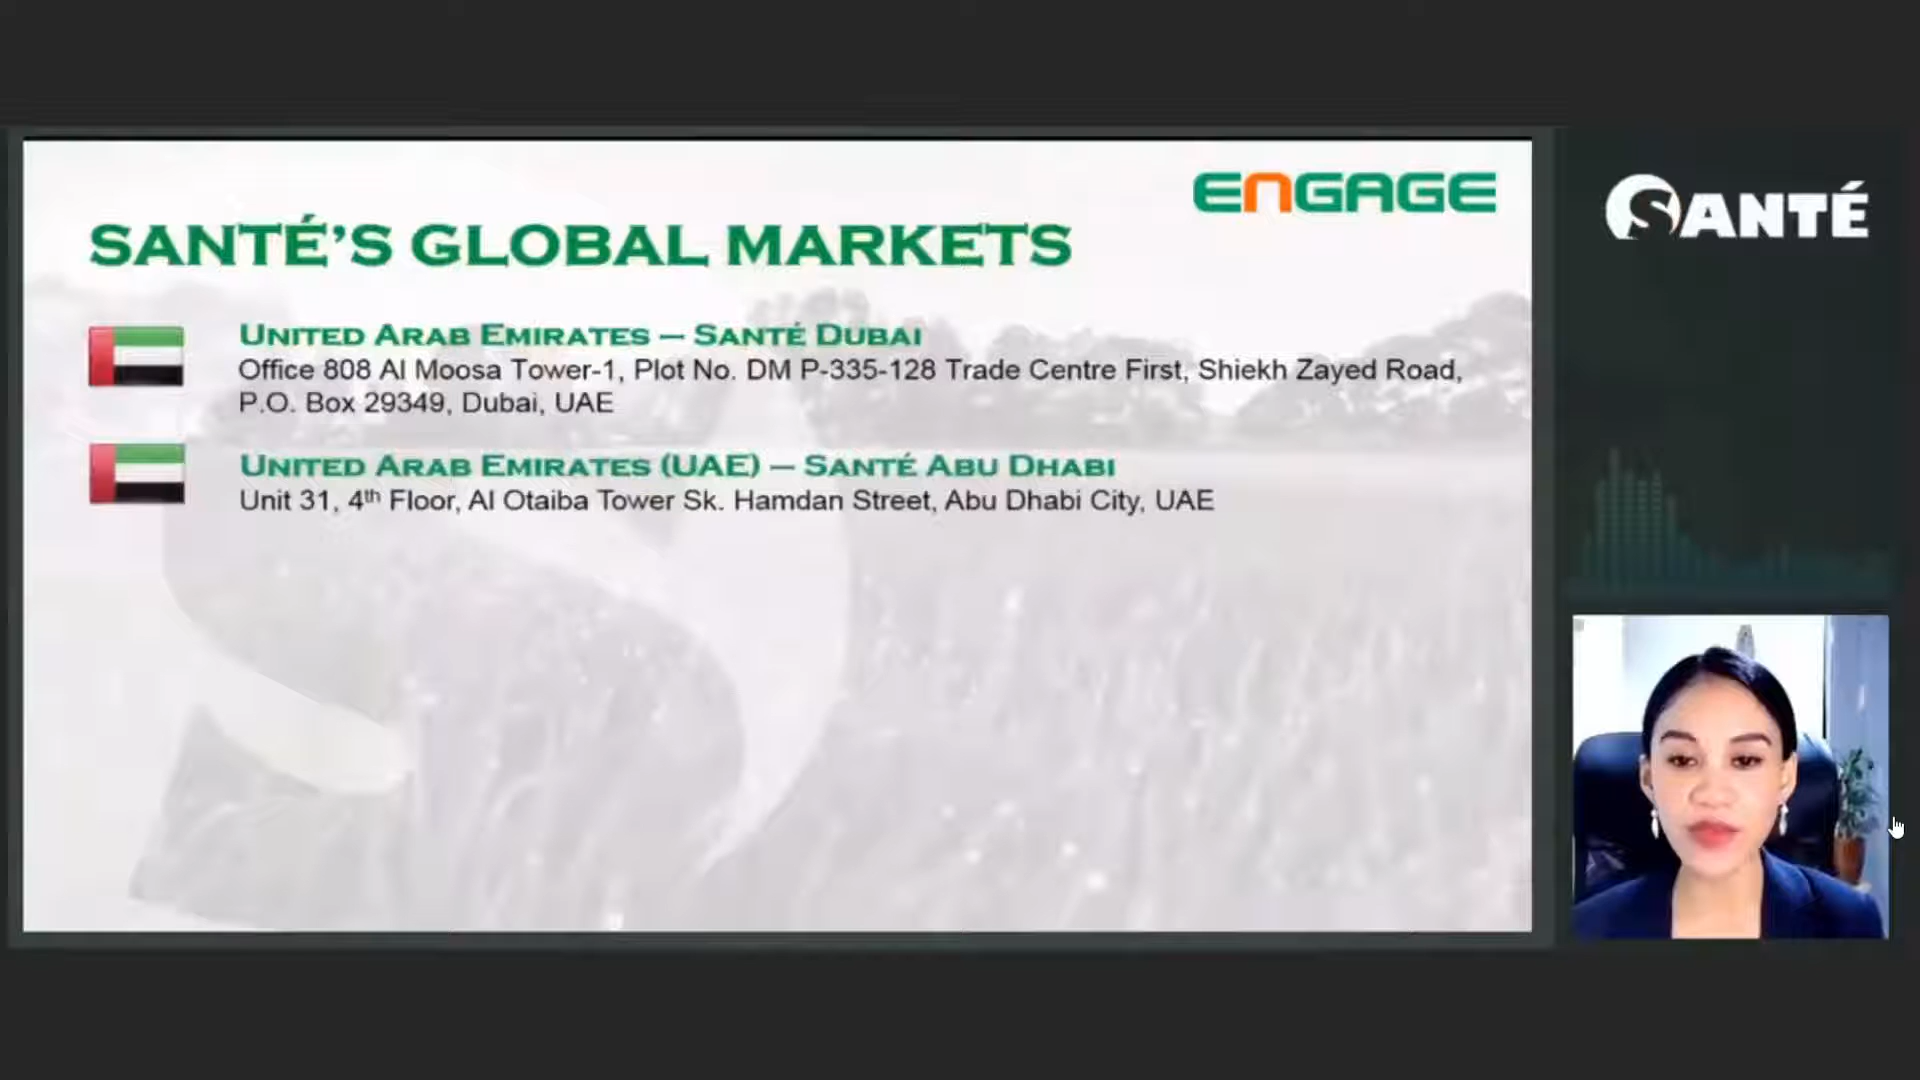 ENGAGE
SANTÉ
SANTÉ'S GLOBAL MARKETS
UNITED ARAB EMIRATES – SANTÉ DUBAI
Office 808 Al Moosa Tower-1, Plot No. DM P-335-128 Trade Centre First, Shiekh Zayed Road,
P.O. Box 29349, Dubai, UAE
UNITED ARAB EMIRATES (UAE) – SANTÉ ABU DHABI
Unit 31, 4th Floor, Al Otaiba Tower Sk. Hamdan Street, Abu Dhabi City, UAE